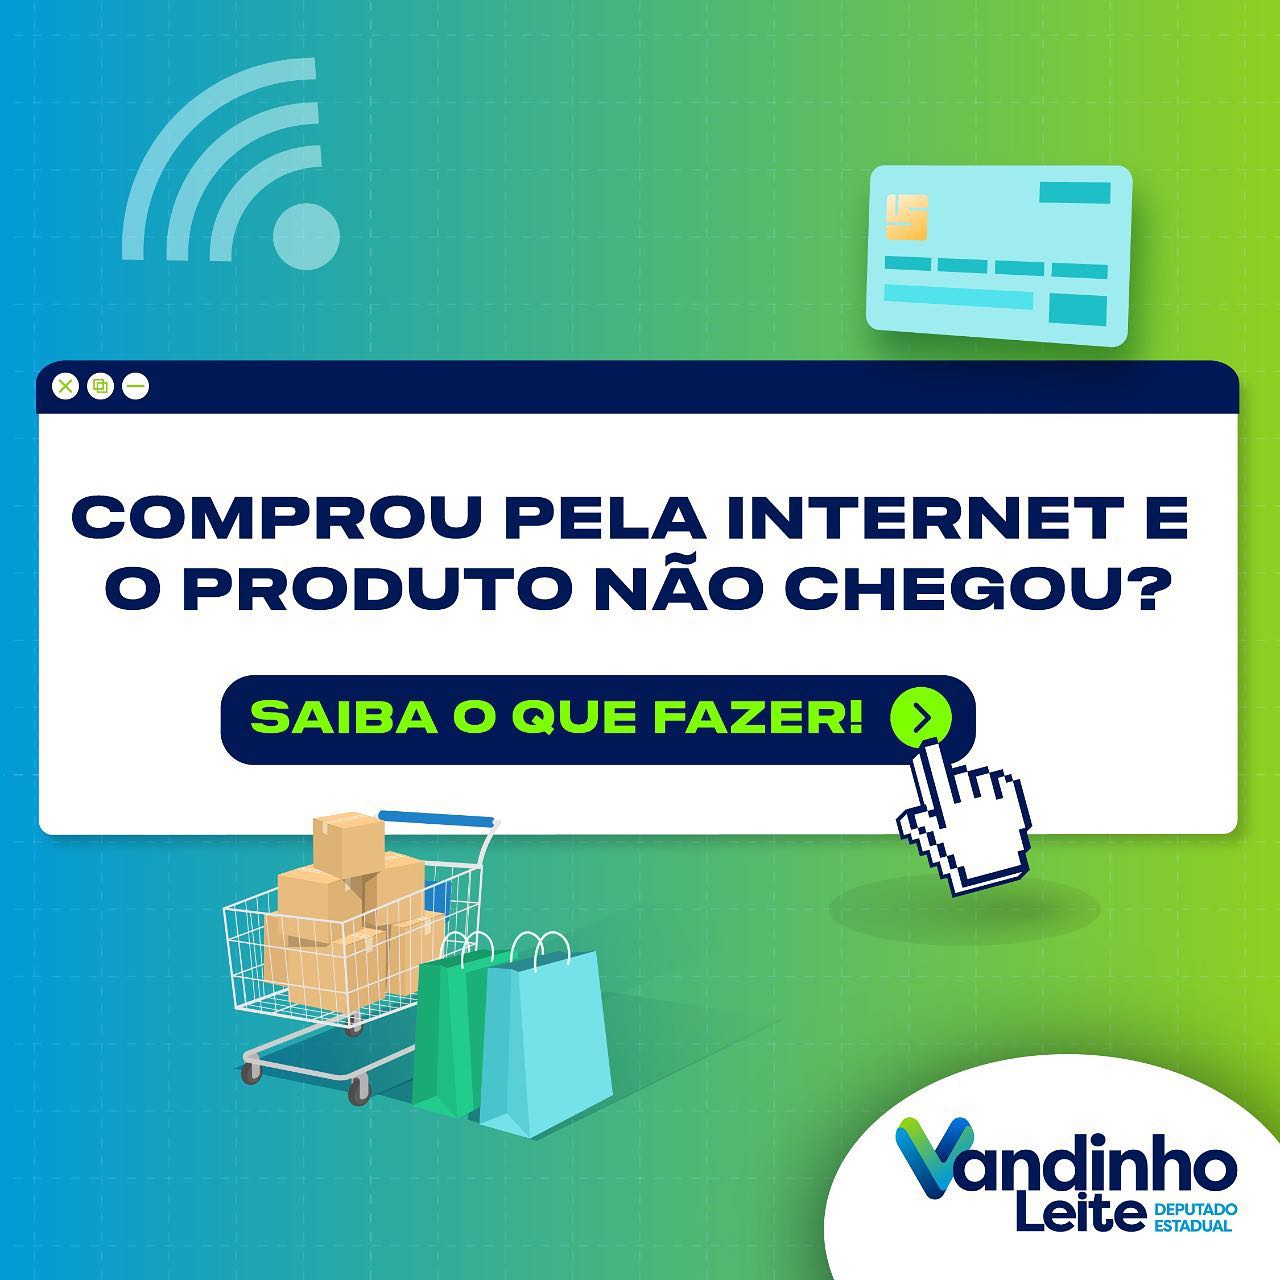 COMPROU PELA INTERNET E
O PRODUTO NÃO CHEGOU?
SAIBA O QUE FAZER!
Vandinho
Leite
DEPUTADO
ESTADUAL